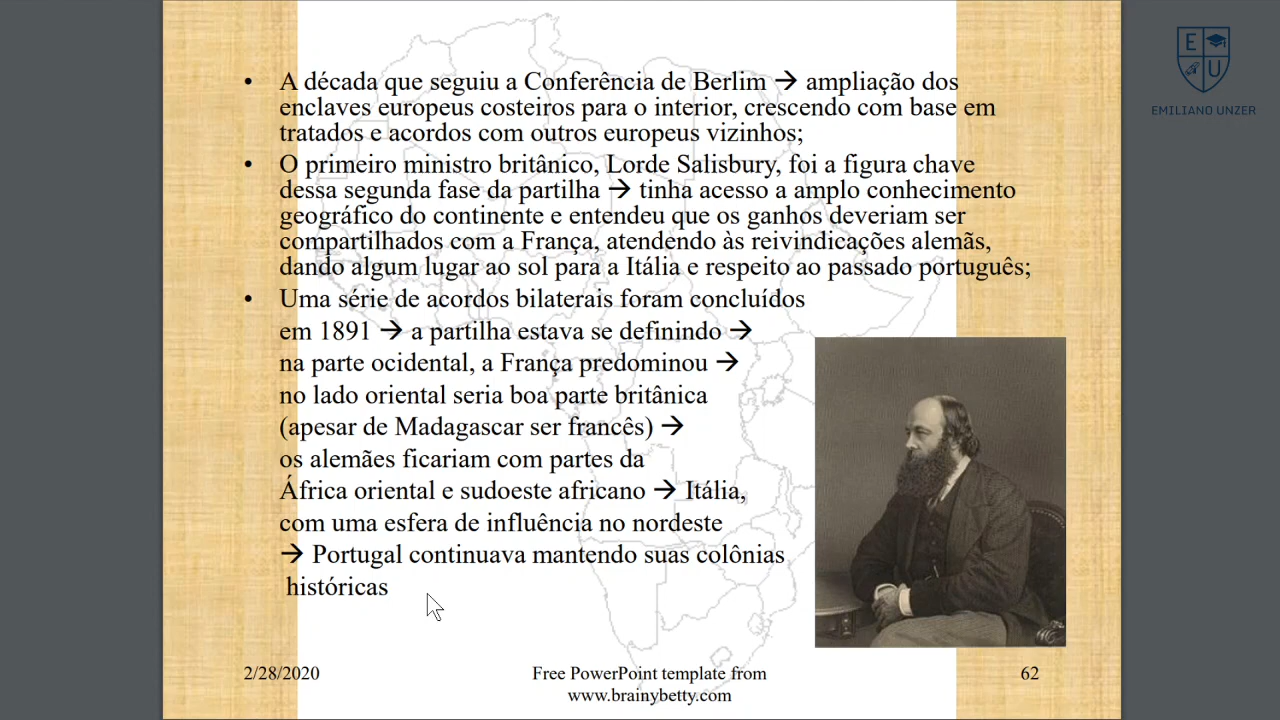 • A década que seguiu a Conferência de Berlim → ampliação dos
enclaves europeus costeiros para o interior, crescendo com base em
tratados e acordos com outros europeus vizinhos;
• O primeiro ministro britânico, Lorde Salisbury, foi a figura chave
dessa segunda fase da partilha → tinha acesso a amplo conhecimento
geográfico do continente e entendeu que os ganhos deveriam ser
compartilhados com a França, atendendo às reivindicações alemãs,
dando algum lugar ao sol para a Itália e respeito ao passado português;
• Uma série de acordos bilaterais foram concluídos
em 1891 → a partilha estava se definindo →
na parte ocidental, a França predominou →
no lado oriental seria boa parte britânica
(apesar de Madagascar ser francês) →
os alemães ficariam com partes da
África oriental e sudoeste africano → Itália,
com uma esfera de influência no nordeste
→ Portugal continuava mantendo suas colônias
históricas
2/28/2020
Free PowerPoint template from
www.brainybetty.com
62
E
U
EMILIANO UNZER